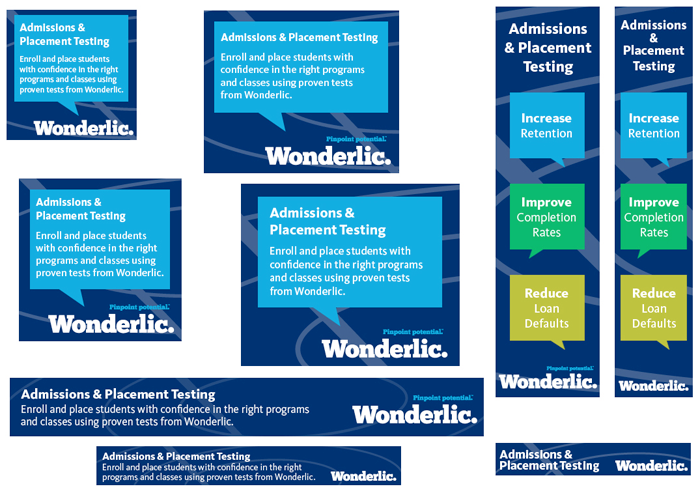 Admissions &
Placement Testing
Enroll and place students
with confidence in the right
programs and classes using
proven tests from Wonderlic.
Wonderlic.
Admissions & Placement Testing
Enroll and place students with
confidence in the right programs
and classes using proven tests
from Wonderlic.
Pinpoint potential.™
Wonderlic.
Admissions
& Placement
Testing
Increase
Retention
Improve
Completion
Rates
Reduce
Loan
Defaults
Pinpoint potential.™
Wonderlic.
Admissions
&
Placement
Testing
Increase
Retention
Improve
Completion
Rates
Reduce
Loan
Defaults
Wonderlic.
Admissions &
Placement Testing
Enroll and place students
with confidence in the right
programs and classes using
proven tests from Wonderlic.
Pinpoint potential.™
Wonderlic.
Admissions &
Placement Testing
Enroll and place students with
confidence in the right programs
and classes using proven tests
from Wonderlic.
Pinpoint potential.™
Wonderlic.
Admissions & Placement Testing
Enroll and place students with confidence in the right programs
and classes using proven tests from Wonderlic.
Pinpoint potential.™
Wonderlic.
Admissions & Placement Testing
Enroll and place students with confidence in the right
programs and classes using proven tests from Wonderlic.
Wonderlic.
Admissions &
Placement Testing
Wonderlic.